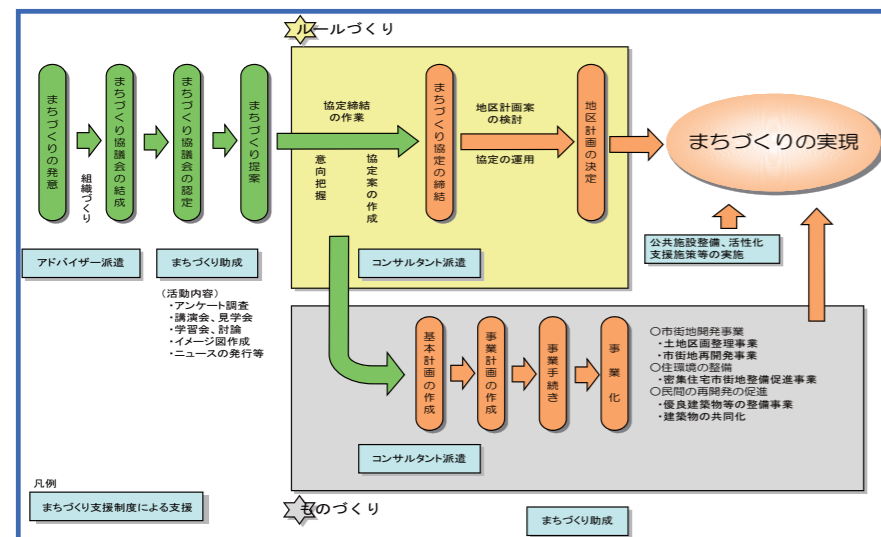 ルールづくり
まちづくりの発意
組織づくり
まちづくり協議会の結成
まちづくり協議会の認定
まちづくり提案
協定締結
の作業
意向把握
協定案の作成
まちづくり協定の締結
地区計画案
の検討
協定の運用
地区計画の決定
まちづくりの実現
アドバイザー派遣
まちづくり助成
コンサルタント派遣
公共施設整備、活性化
支援施策等の実施
(活動内容)
・アンケート調査
・講演会、見学会
・学習会、討論
・イメージ図作成
・ニュースの発行等
基本計画の作成
事業計画の作成
事業手続き
事業化
○市街地開発事業
・土地区画整理事業
・市街地再開発事業
○住環境の整備
・密集住宅市街地整備促進事業
○民間の再開発の促進
・優良建築物等の整備事業
・建築物の共同化
コンサルタント派遣
凡例
まちづくり支援制度による支援
ものづくり
まちづくり助成